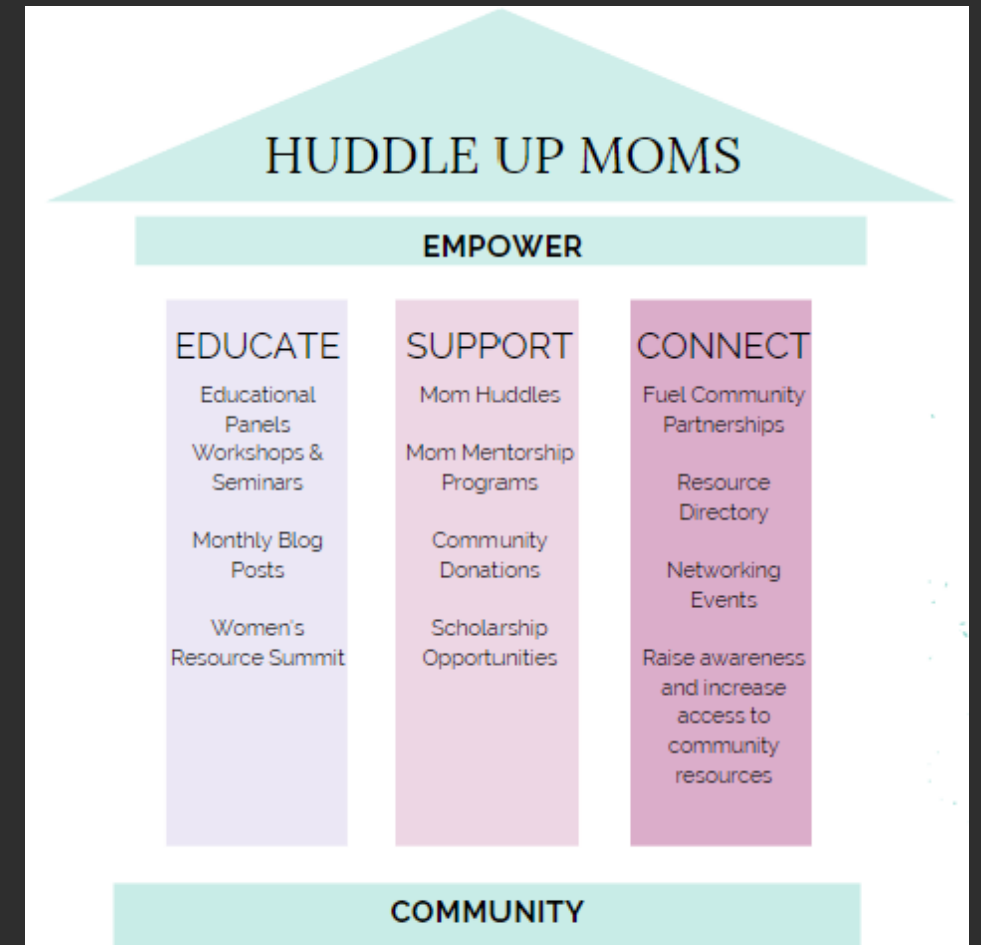 HUDDLE UP MOMS
EMPOWER
EDUCATE
Educational
Panels
Workshops &
Seminars
Monthly Blog
Posts
Women's
Resource Summit
SUPPORT
Mom Huddles
Mom Mentorship
Programs
Community
Donations
Scholarship
Opportunities
CONNECT
Fuel Community
Partnerships
Resource
Directory
Networking
Events
Raise awareness
and increase
access to
community
resources
COMMUNITY